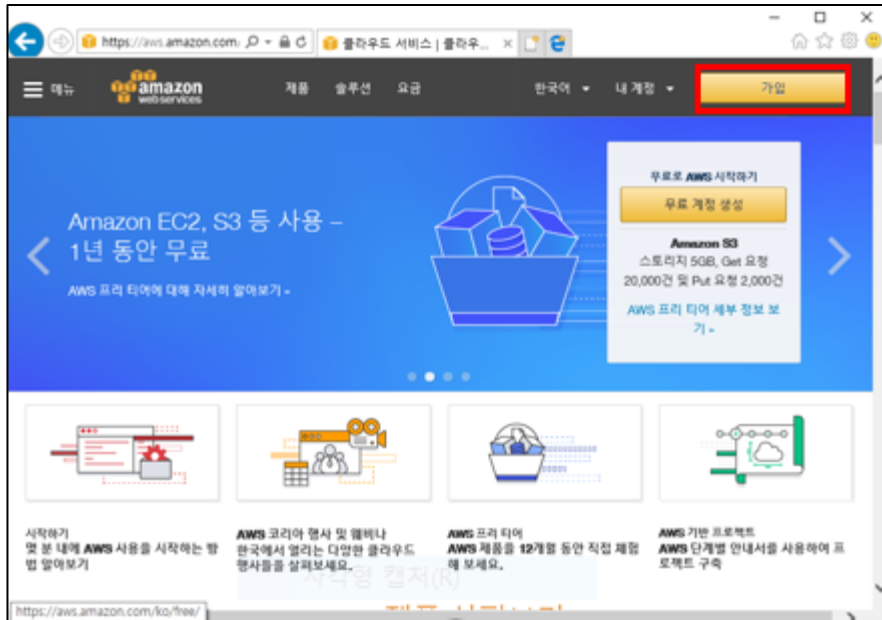 https://aws.amazon.com/
클라우드 서비스 | 클라우...
메뉴
amazon
webservices
제품
솔루션
요금
한국어
내 계정
가입
Amazon EC2, S3 등 사용 –
1년 동안 무료
AWS 프리 티어에 대해 자세히 알아보기 »
무료로 AWS 시작하기
무료 계정 생성
Amazon S3
스토리지 5GB, Get 요청
20,000건 및 Put 요청 2,000건
AWS 프리 티어 세부 정보 보
기 »
시작하기
몇 분 내에 AWS 사용을 시작하는 방
법 알아보기
AWS 코리아 행사 및 웨비나
한국에서 열리는 다양한 클라우드
행사들을 살펴보세요.
AWS 프리 티어
AWS 제품을 12개월 동안 직접 체험
해 보세요.
AWS 기반 프로젝트
AWS 단계별 안내서를 사용하여 프
로젝트 구축
사각형 캡처(R)
https://aws.amazon.com/ko/free/